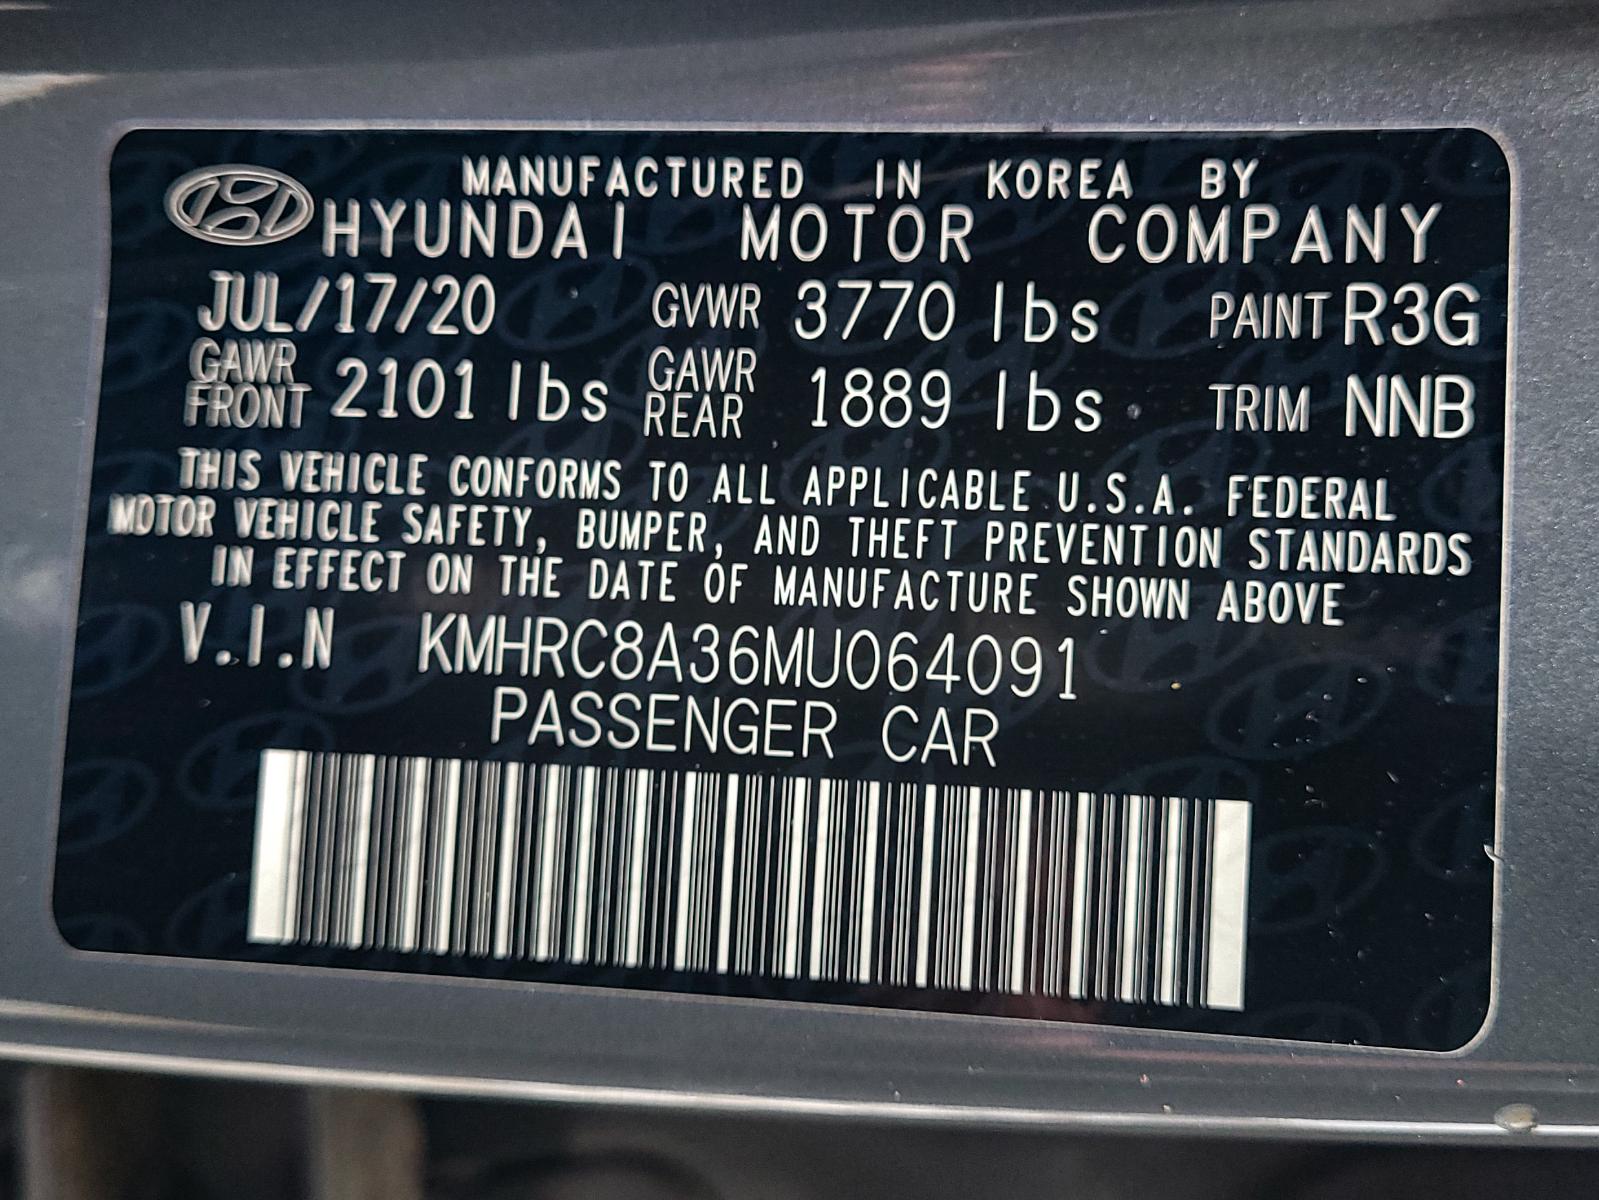 MANUFACTURED IN KOREA BY
HYUNDAI MOTOR COMPANY
JUL/17/20 GVWR 3770 lbs PAINT R3G
GAWR FRONT 2101 lbs GAWR REAR 1889 lbs TRIM NNB
THIS VEHICLE CONFORMS TO ALL APPLICABLE U.S.A. FEDERAL
MOTOR VEHICLE SAFETY, BUMPER, AND THEFT PREVENTION STANDARDS
IN EFFECT ON THE DATE OF MANUFACTURE SHOWN ABOVE
V.I.N KMHRC8A36MU064091
PASSENGER CAR